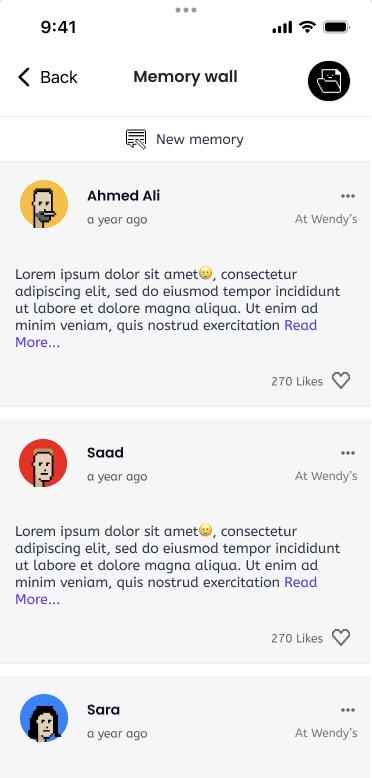 9:41
Back
Memory wall
New memory
Ahmed Ali
a year ago
At Wendy's
Lorem ipsum dolor sit amet😀, consectetur
adipiscing elit, sed do eiusmod tempor incididunt
ut labore et dolore magna aliqua. Ut enim ad
minim veniam, quis nostrud exercitation Read
More...
270 Likes
Saad
a year ago
At Wendy's
Lorem ipsum dolor sit amet😀, consectetur
adipiscing elit, sed do eiusmod tempor incididunt
ut labore et dolore magna aliqua. Ut enim ad
minim veniam, quis nostrud exercitation Read
More...
270 Likes
Sara
a year ago
At Wendy's